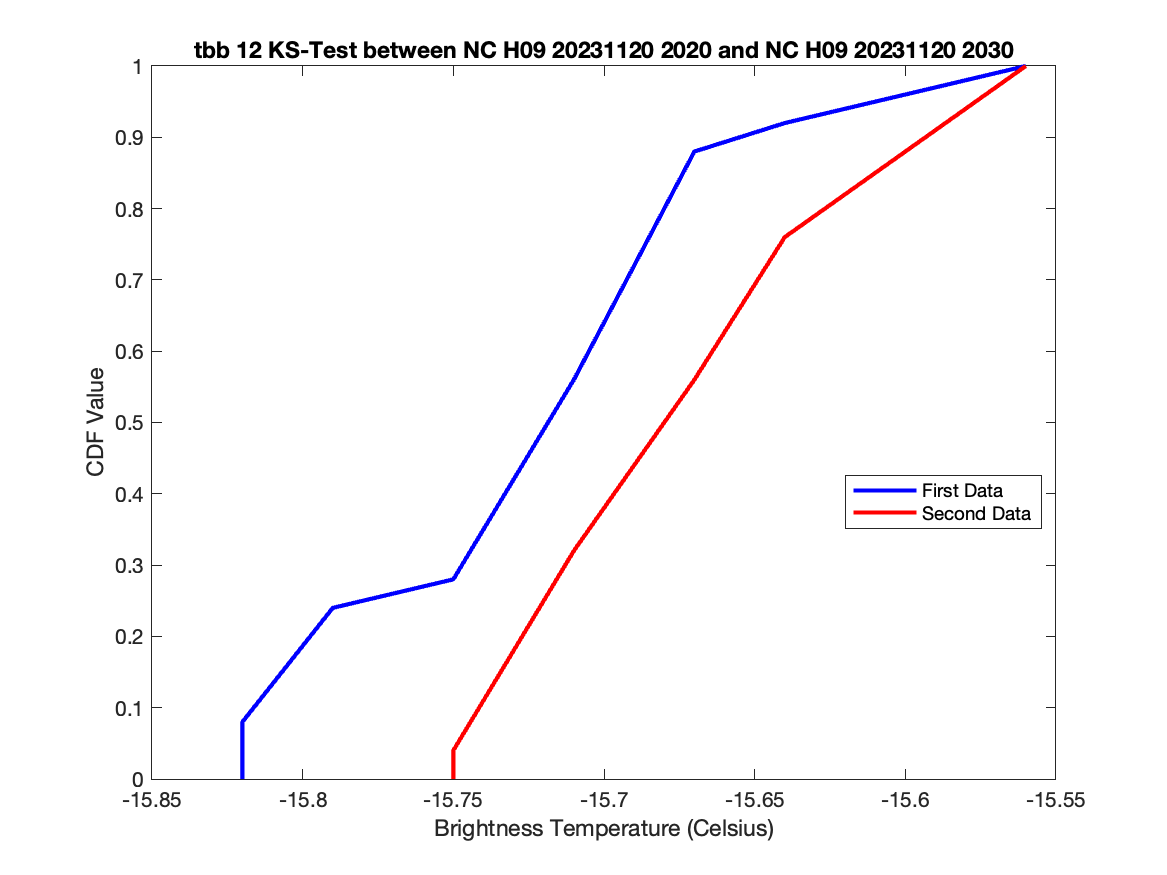 tbb 12 KS-Test between NC H09 20231120 2020 and NC H09 20231120 2030
1
0.9
0.8
0.7
0.6
0.5
0.4
0.3
0.2
0.1
0
CDF Value
First Data
Second Data
-15.85 -15.8 -15.75 -15.7 -15.65 -15.6 -15.55
Brightness Temperature (Celsius)